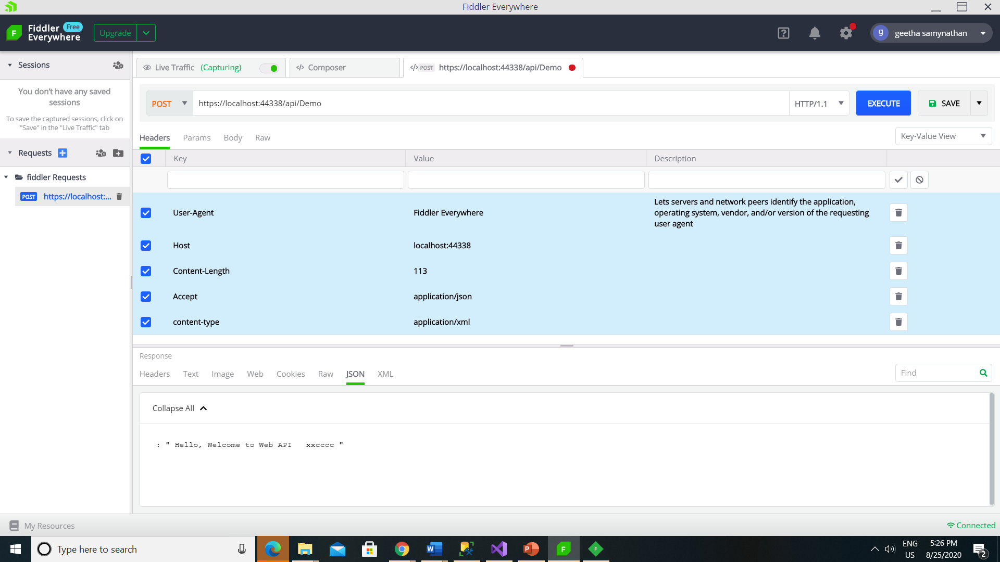 Fiddler Everywhere
Fiddler Free
Everywhere
Upgrade
g geetha samynathan
Sessions
You don't have any saved
sessions
To save the captured sessions, click on
"Save" in the "Live Traffic" tab
Requests
fiddler Requests
POST https://localhost:...
Live Traffic (Capturing)
Composer
POST https://localhost:44338/api/Demo
POST https://localhost:44338/api/Demo HTTP/1.1 EXECUTE SAVE
Headers Params Body Raw Key-Value View
Key Value Description
User-Agent Fiddler Everywhere Lets servers and network peers identify the application,
operating system, vendor, and/or version of the requesting
user agent
Host localhost:44338
Content-Length 113
Accept application/json
content-type application/xml
Response
Headers Text Image Web Cookies Raw JSON XML Find
Collapse All
: " Hello, Welcome to Web API   xxcccc "
My Resources Connected
Type here to search
ENG
US
5:26 PM
8/25/2020
2